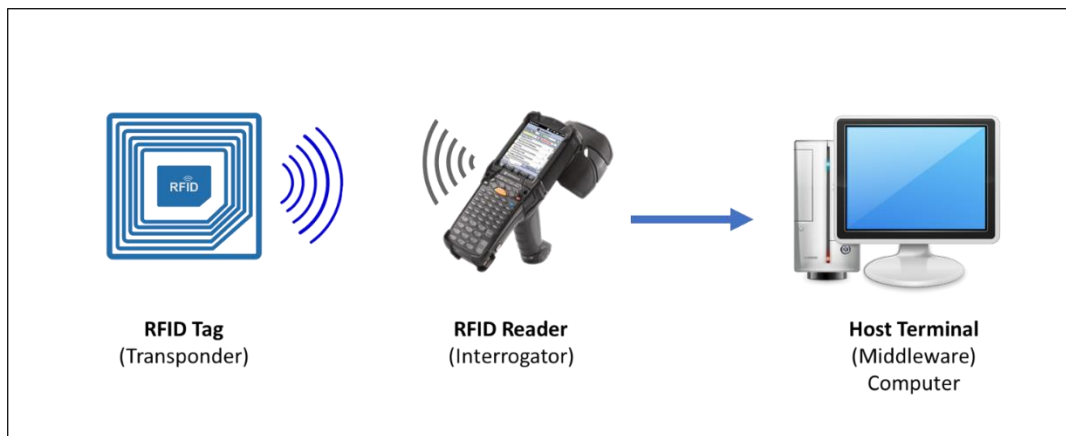 RFID
RFID Tag
(Transponder)
RFID Reader
(Interrogator)
Host Terminal
(Middleware)
Computer